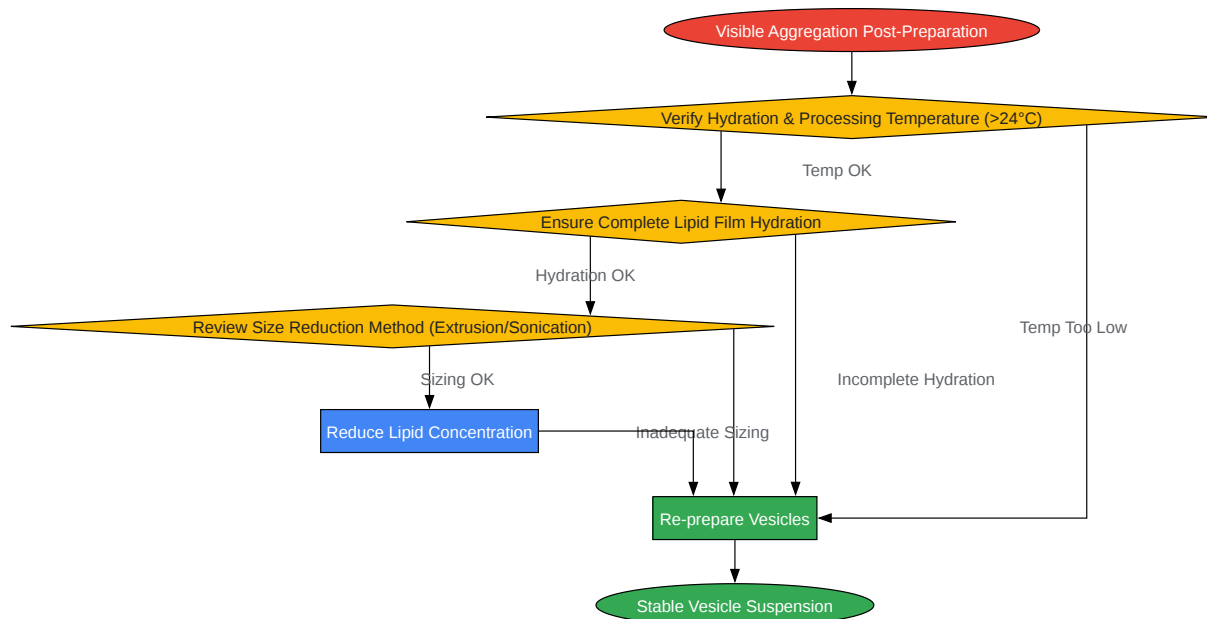 Visible Aggregation Post-Preparation
Verify Hydration & Processing Temperature (>24°C)
Temp OK
Ensure Complete Lipid Film Hydration
Hydration OK
Review Size Reduction Method (Extrusion/Sonication)
Temp Too Low
Sizing OK
Incomplete Hydration
Reduce Lipid Concentration
Inadequate Sizing
Re-prepare Vesicles
Stable Vesicle Suspension